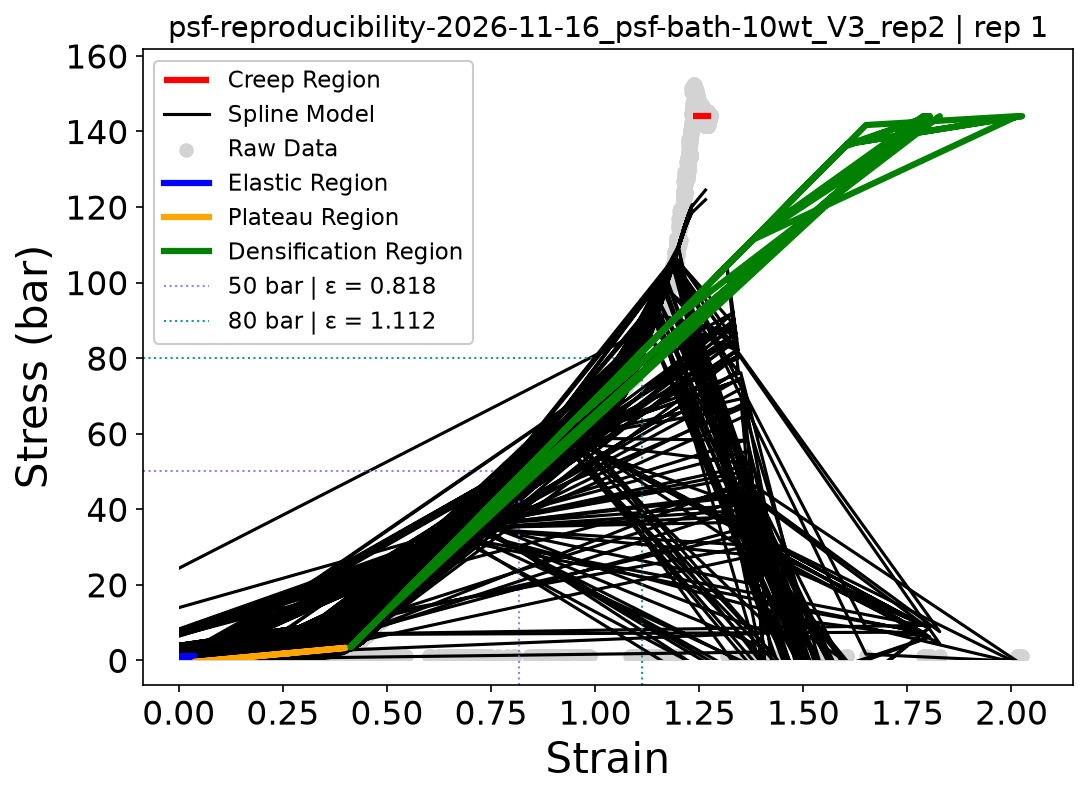 psf-reproducibility-2026-11-16_psf-bath-10wt_V3_rep2 | rep 1
Stress (bar)
160
140
120
100
80
60
40
20
0
Creep Region
Spline Model
Raw Data
Elastic Region
Plateau Region
Densification Region
50 bar | ε = 0.818
80 bar | ε = 1.112
0.00 0.25 0.50 0.75 1.00 1.25 1.50 1.75 2.00
Strain